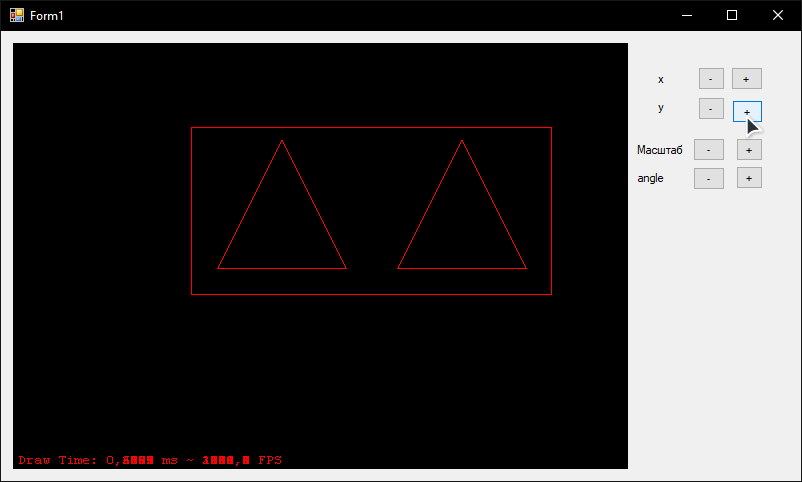 Form1
x - +
y - +
Масштаб - +
angle - +
Draw Time: ms ~ FPS